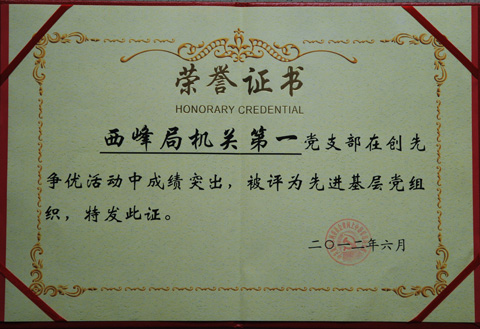 荣誉证书
HONORARY CREDENTIAL
西峰局机关第一党支部在创先
争优活动中成绩突出，被评为先进基层党组
织，特发此证。
二〇一二年六月